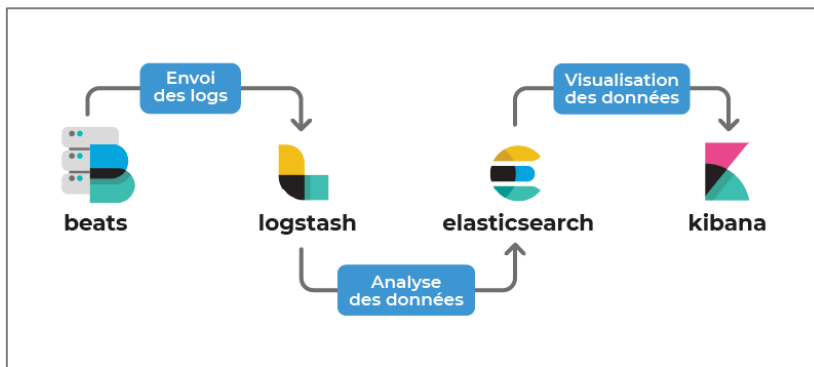 Envoi
des logs
Visualisation
des données
beats
logstash
elasticsearch
kibana
Analyse
des données